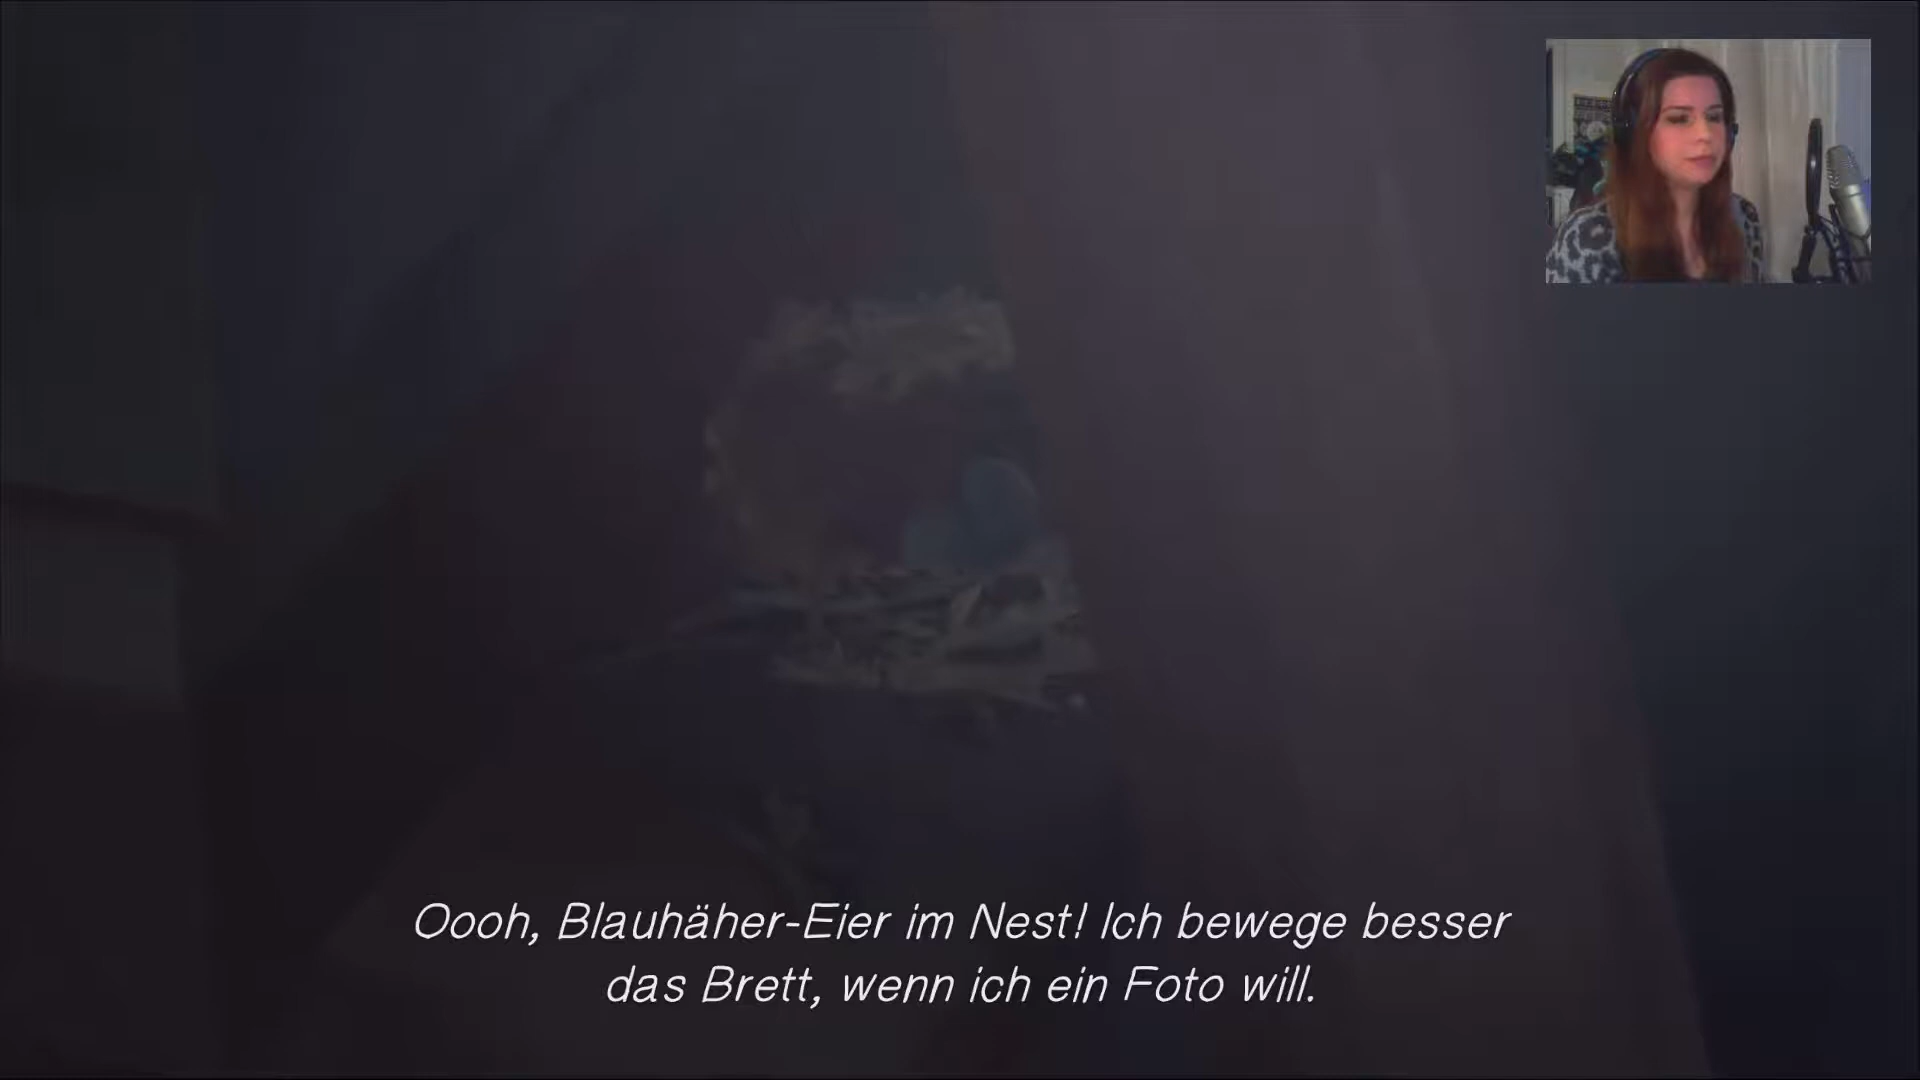 Oooh, Blauhäher-Eier im Nest! Ich bewege besser
das Brett, wenn ich ein Foto will.